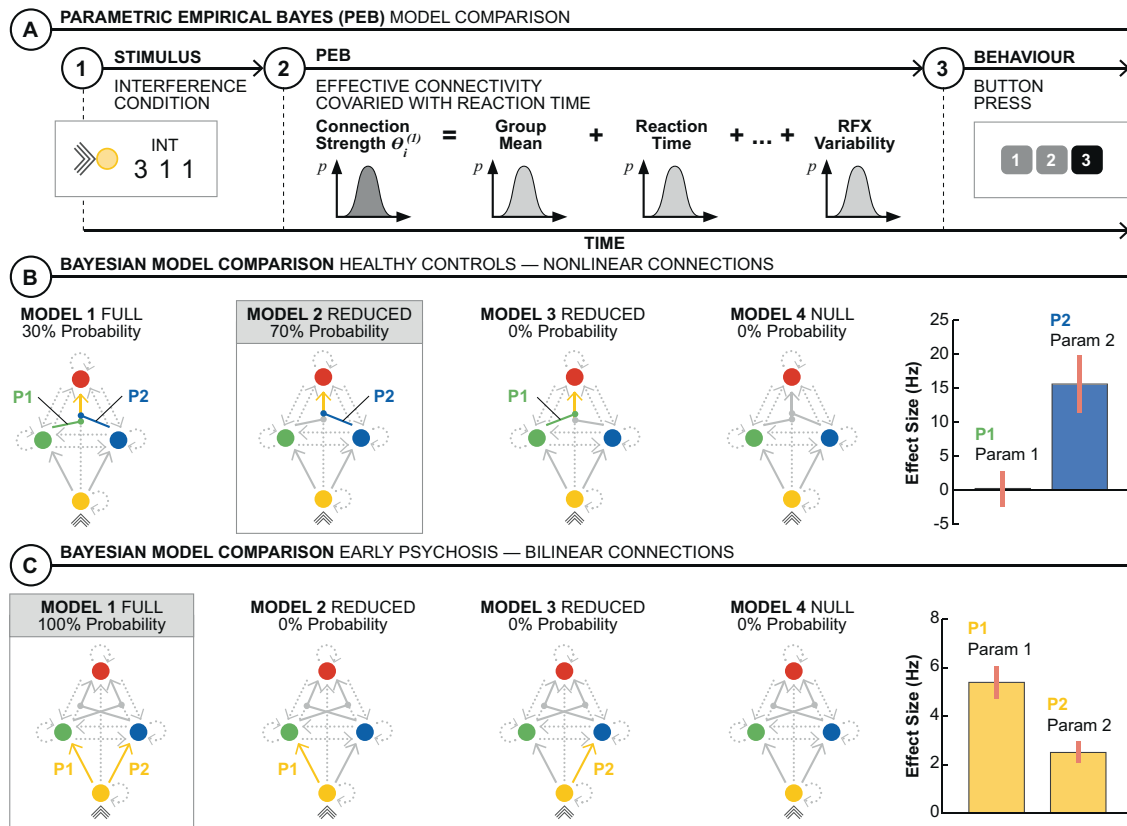 A
PARAMETRIC EMPIRICAL BAYES (PEB) MODEL COMPARISON
1
STIMULUS
INTERFERENCE
CONDITION
INT
3 1 1
2
PEB
EFFECTIVE CONNECTIVITY
COVARIED WITH REACTION TIME
Connection
Strength θi(1)
=
Group
Mean
+
Reaction
Time
+ ... +
RFX
Variability
p
p
p
p
3
BEHAVIOUR
BUTTON
PRESS
1 2 3
TIME
B
BAYESIAN MODEL COMPARISON HEALTHY CONTROLS — NONLINEAR CONNECTIONS
MODEL 1 FULL
30% Probability
P1
P2
MODEL 2 REDUCED
70% Probability
P2
MODEL 3 REDUCED
0% Probability
P1
MODEL 4 NULL
0% Probability
Effect Size (Hz)
25
20
15
10
5
0
-5
P1
Param 1
P2
Param 2
C
BAYESIAN MODEL COMPARISON EARLY PSYCHOSIS — BILINEAR CONNECTIONS
MODEL 1 FULL
100% Probability
P1
P2
MODEL 2 REDUCED
0% Probability
P1
MODEL 3 REDUCED
0% Probability
P2
MODEL 4 NULL
0% Probability
Effect Size (Hz)
8
6
4
2
0
P1
Param 1
P2
Param 2